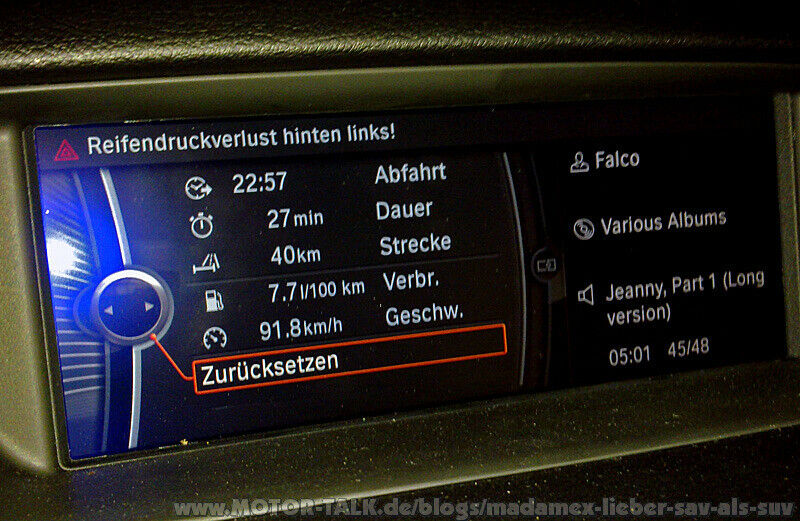 Reifendruckverlust hinten links!
22:57 Abfahrt
27min Dauer
40km Strecke
7.7l/100 km Verbr.
91.8km/h Geschw.
Zurücksetzen
Falco
Various Albums
Jeanny, Part 1 (Long
version)
05:01 45/48
www.MOTOR-TALK.de/blogs/madamex-lieber-sav-als-suv